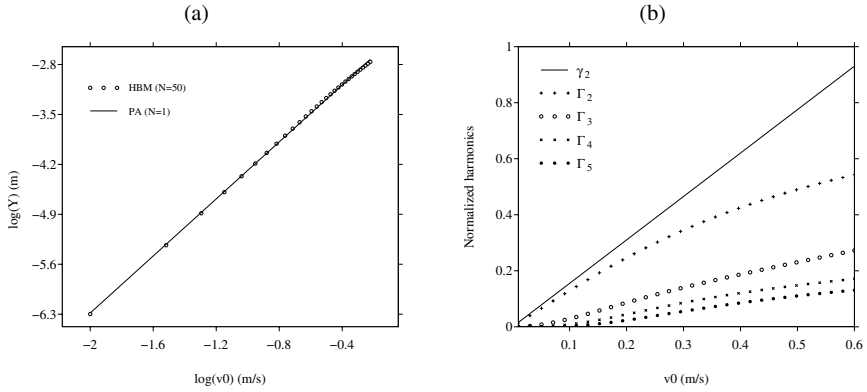 (a)
−2.8
−3.5
−4.2
−4.9
−5.6
−6.3
log(Y) (m)
HBM (N=50)
PA (N=1)
−2
−1.6
−1.2
−0.8
−0.4
log(v0) (m/s)
(b)
1
0.8
0.6
0.4
0.2
0
Normalized harmonics
γ2
Γ2
Γ3
Γ4
Γ5
0.1
0.2
0.3
0.4
0.5
0.6
v0 (m/s)